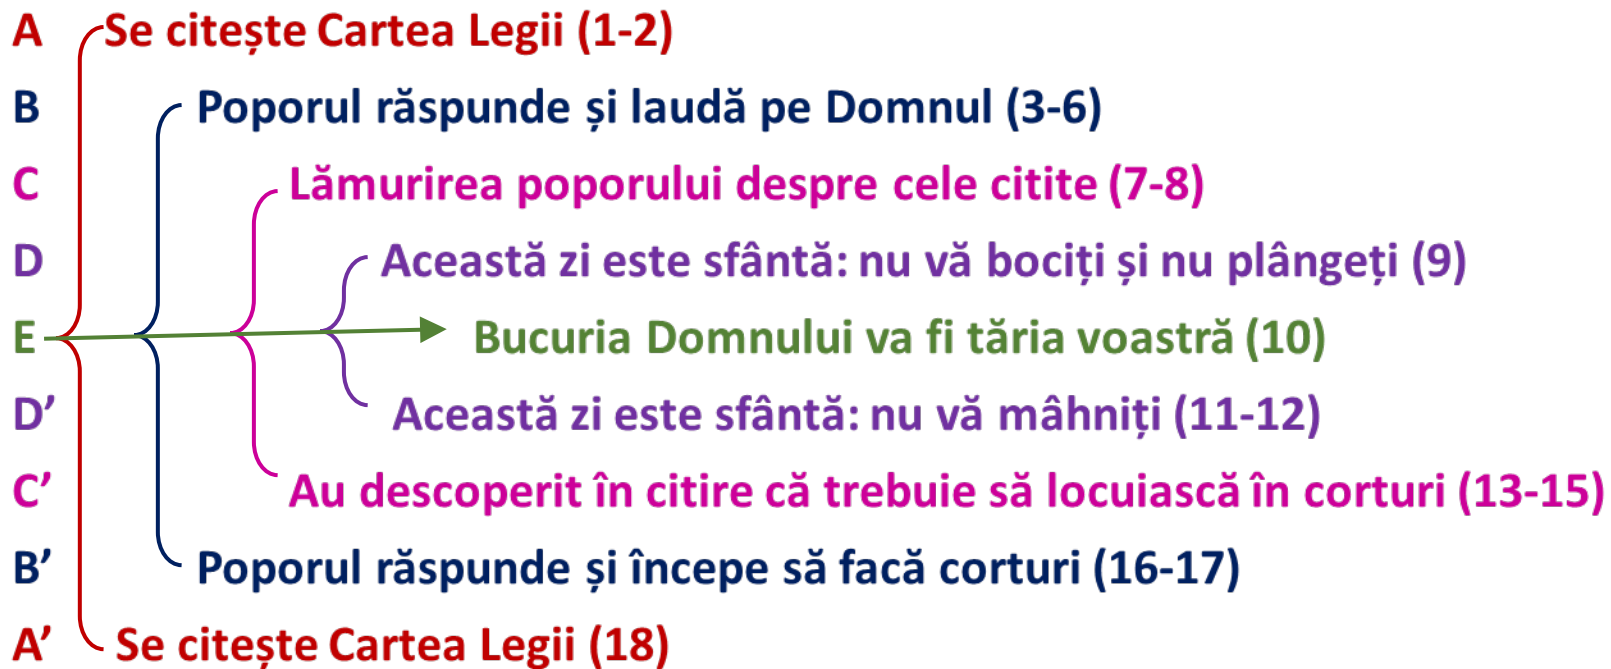 A Se citește Cartea Legii (1-2)
B Poporul răspunde și laudă pe Domnul (3-6)
C Lămurirea poporului despre cele citite (7-8)
D Această zi este sfântă: nu vă bociți și nu plângeți (9)
E Bucuria Domnului va fi tăria voastră (10)
D’ Această zi este sfântă: nu vă mâhniți (11-12)
C’ Au descoperit în citire că trebuie să locuiască în corturi (13-15)
B’ Poporul răspunde și începe să facă corturi (16-17)
A’ Se citește Cartea Legii (18)